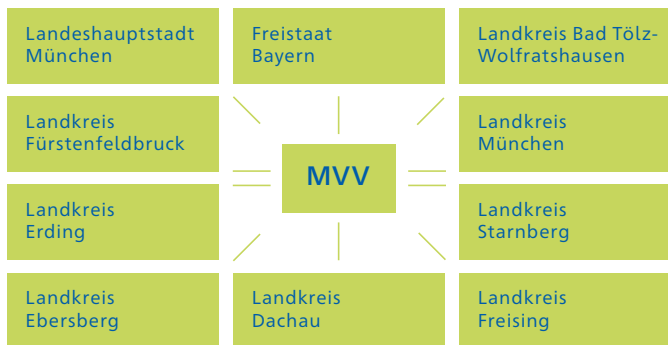 Landeshauptstadt
München
Freistaat
Bayern
Landkreis Bad Tölz-
Wolfratshausen
Landkreis
Fürstenfeldbruck
MVV
Landkreis
München
Landkreis
Erding
Landkreis
Starnberg
Landkreis
Ebersberg
Landkreis
Dachau
Landkreis
Freising